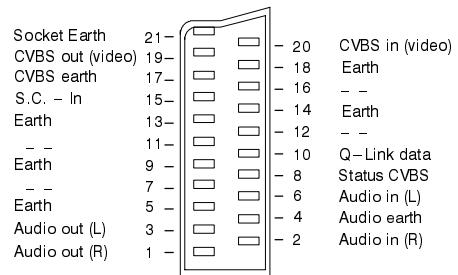 Socket Earth 21 –
CVBS out (video) 19 –
CVBS earth 17 –
S.C. – In 15 –
Earth 13 –
– – 11 –
Earth 9 –
– – 7 –
Earth 5 –
Audio out (L) 3 –
Audio out (R) 1 –
– 20 CVBS in (video)
– 18 Earth
– 16 – –
– 14 Earth
– 12 – –
– 10 Q–Link data
– 8 Status CVBS
– 6 Audio in (L)
– 4 Audio earth
– 2 Audio in (R)